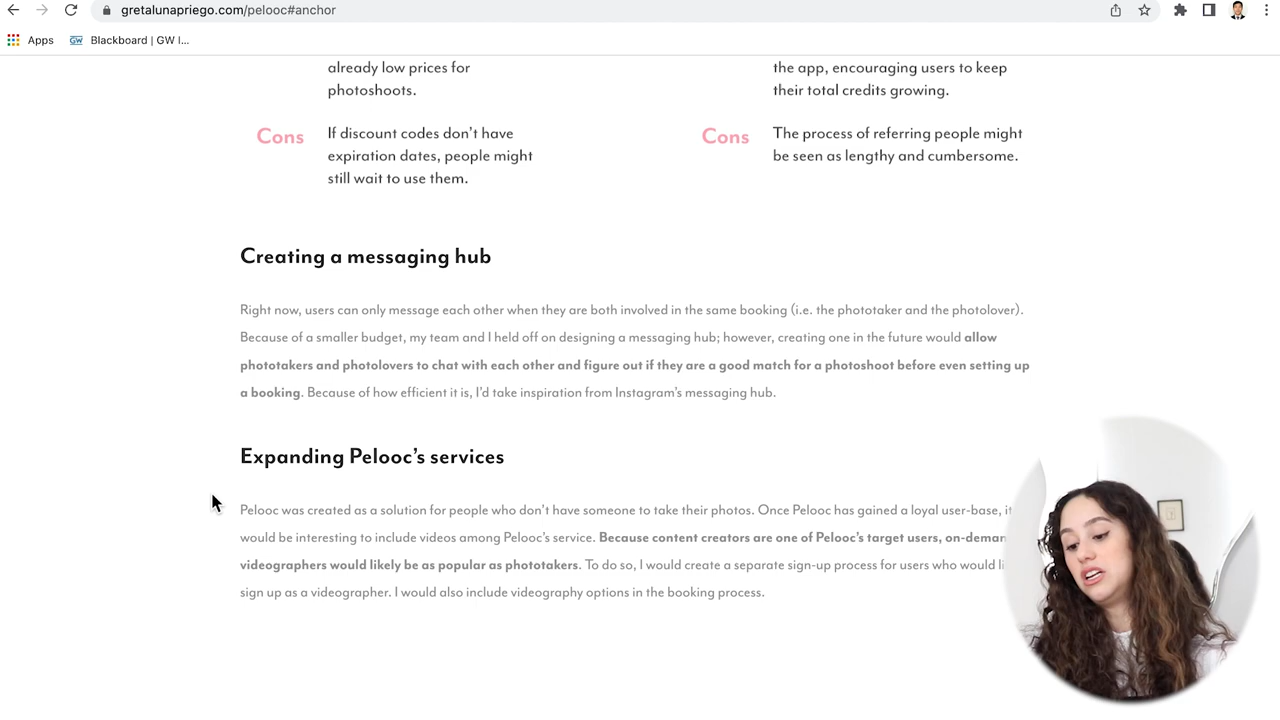 gretalunapriego.com/pelooc#anchor
Apps
GW
Blackboard | GW I...
already low prices for
photoshoots.
the app, encouraging users to keep
their total credits growing.
Cons
If discount codes don't have
expiration dates, people might
still wait to use them.
Cons
The process of referring people might
be seen as lengthy and cumbersome.
Creating a messaging hub
Right now, users can only message each other when they are both involved in the same booking (i.e. the phototaker and the photolover).
Because of a smaller budget, my team and I held off on designing a messaging hub; however, creating one in the future would allow
phototakers and photolovers to chat with each other and figure out if they are a good match for a photoshoot before even setting up
a booking. Because of how efficient it is, I'd take inspiration from Instagram's messaging hub.
Expanding Pelooc's services
Pelooc was created as a solution for people who don't have someone to take their photos. Once Pelooc has gained a loyal user-base,
would be interesting to include videos among Pelooc's service. Because content creators are one of Pelooc's target users,
videographers would likely be as popular as phototakers. To do so, I would create a separate sign-up process for users who would
sign up as a videographer. I would also include videography options in the booking process.